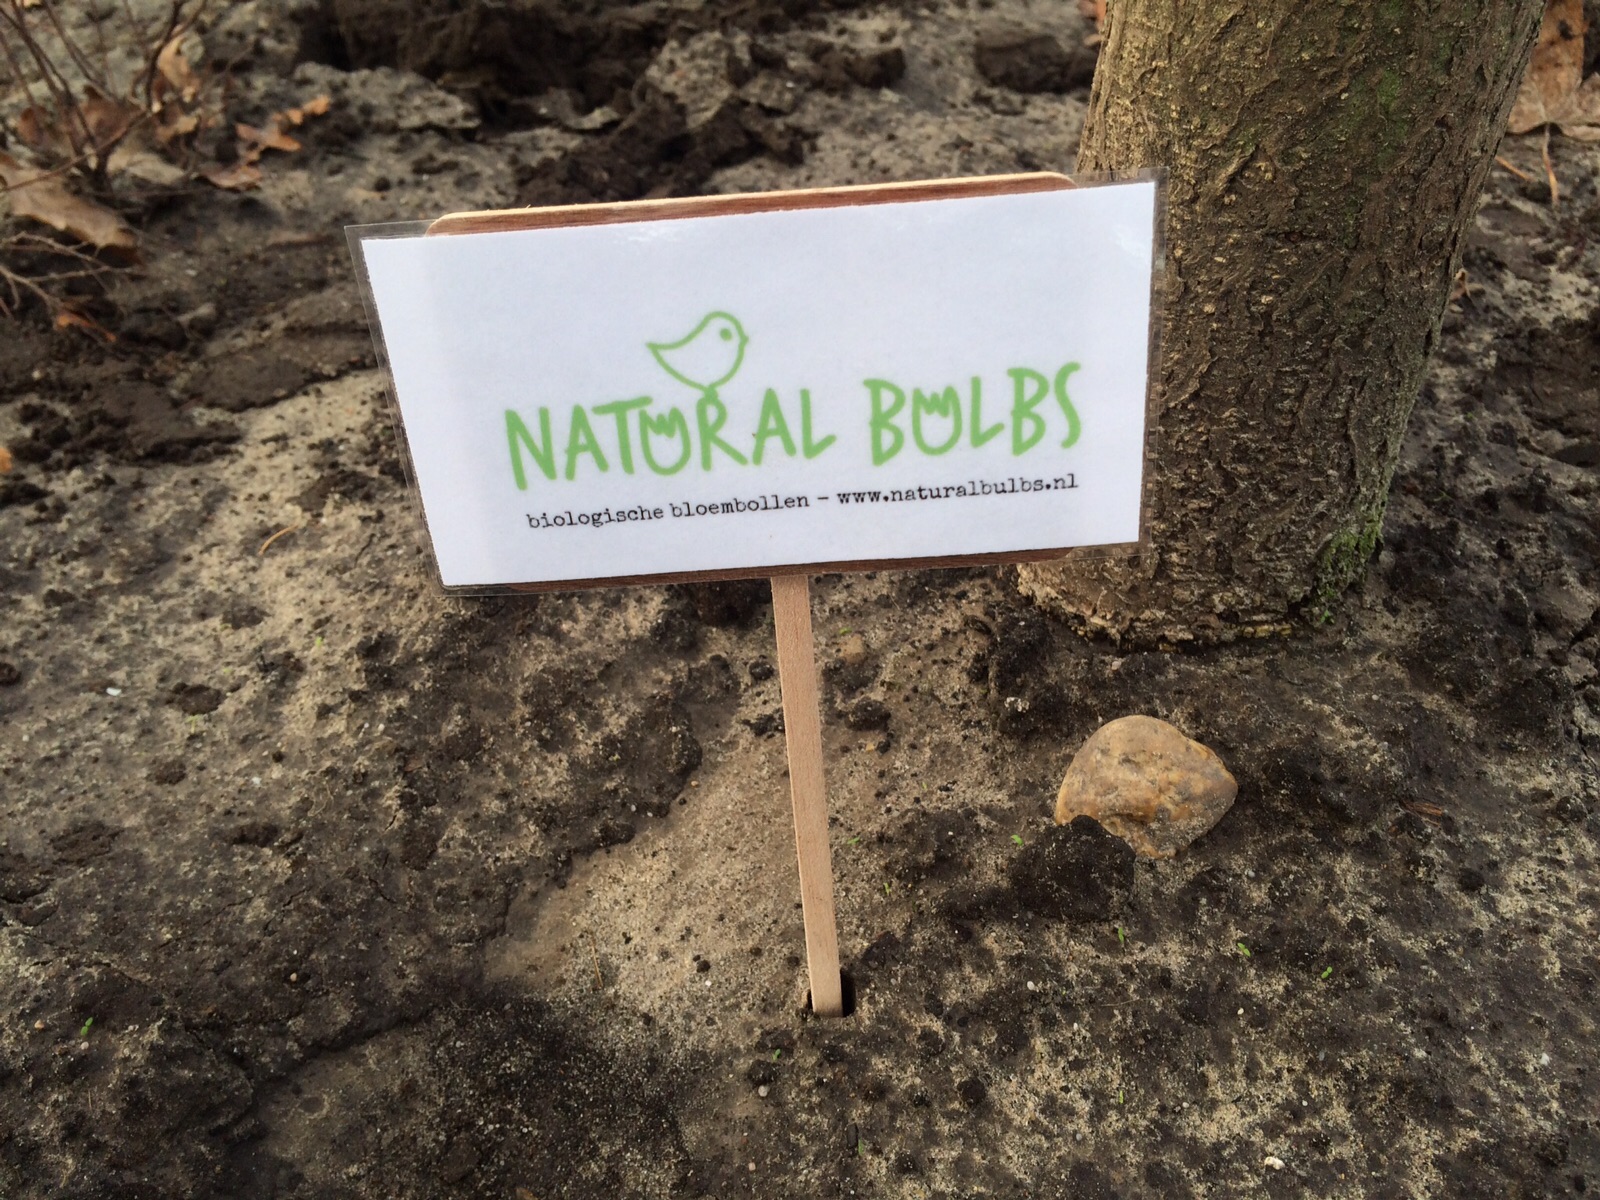 NATURAL BULBS
biologische bloembollen – www.naturalbulbs.nl